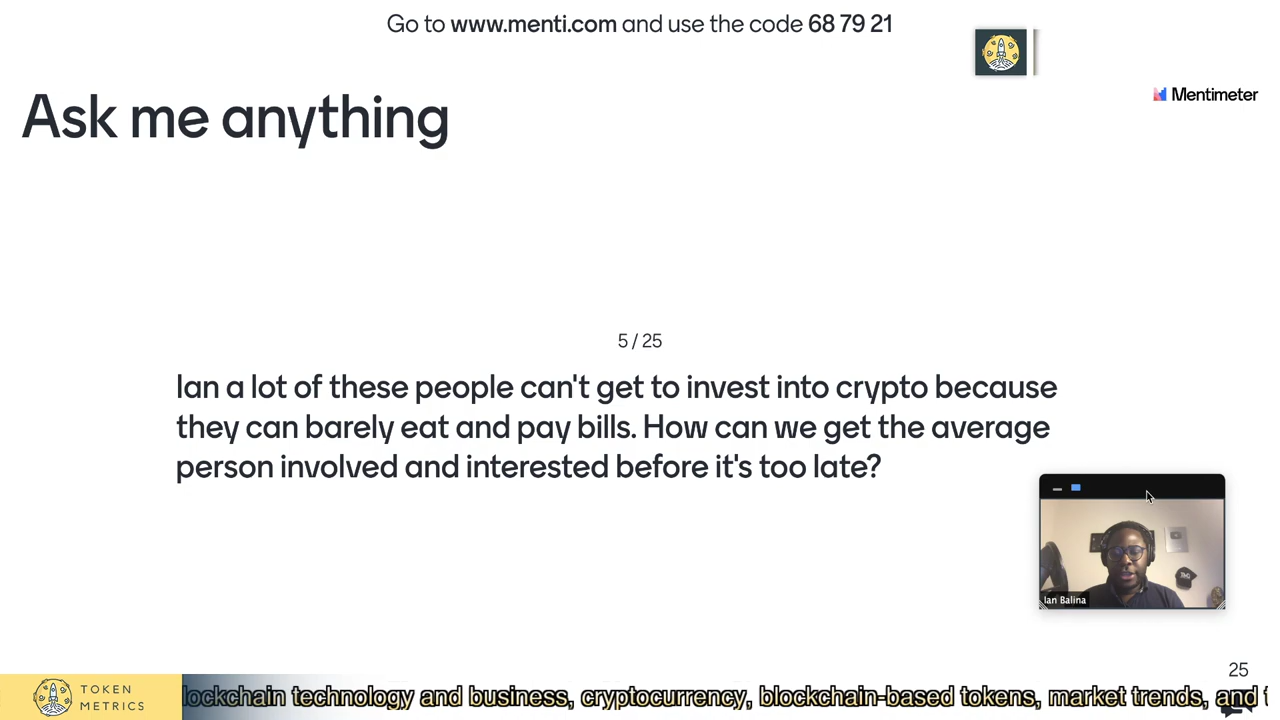 Go to www.menti.com and use the code 68 79 21
Mentimeter
Ask me anything
5 / 25
Ian a lot of these people can't get to invest into crypto because
they can barely eat and pay bills. How can we get the average
person involved and interested before it's too late?
Ian Balina
25
TOKEN
METRICS
lockchain technology and business, cryptocurrency, blockchain-based tokens, market trends, and